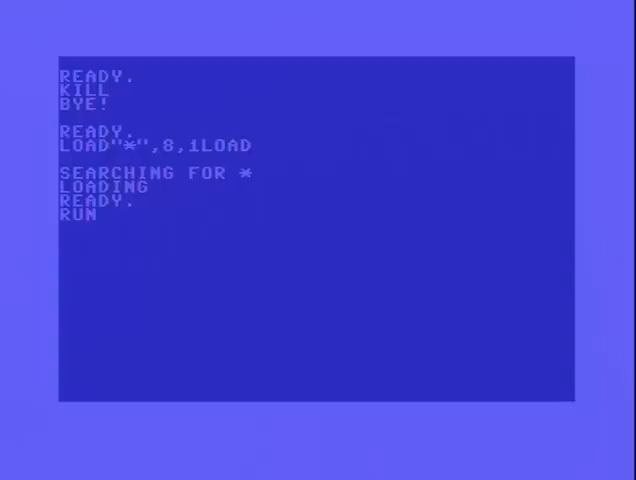 READY.
KILL
BYE!
READY.
LOAD"*",8,1LOAD
SEARCHING FOR *
LOADING
READY.
RUN